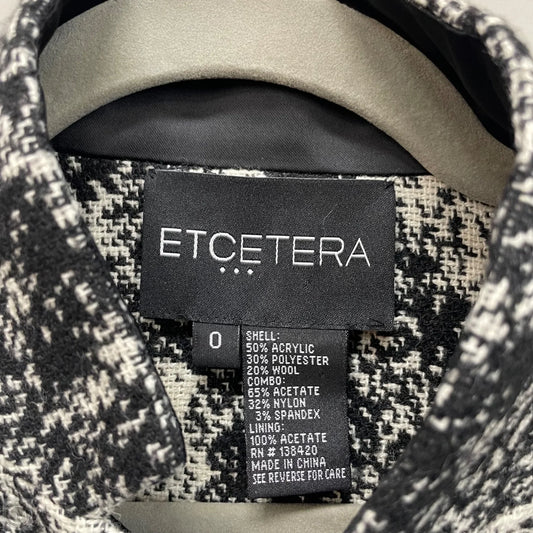 ETCETERA
0
SHELL:
50% ACRYLIC
30% POLYESTER
20% WOOL
COMBO:
65% ACETATE
32% NYLON
3% SPANDEX
LINING:
100% ACETATE
RN # 138420
MADE IN CHINA
SEE REVERSE FOR CARE